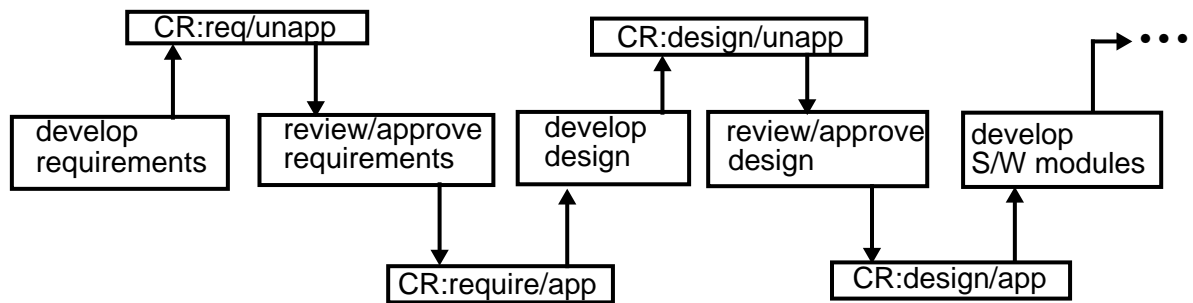 CR:req/unapp
CR:design/unapp
•••
develop
requirements
review/approve
requirements
develop
design
review/approve
design
develop
S/W modules
CR:require/app
CR:design/app